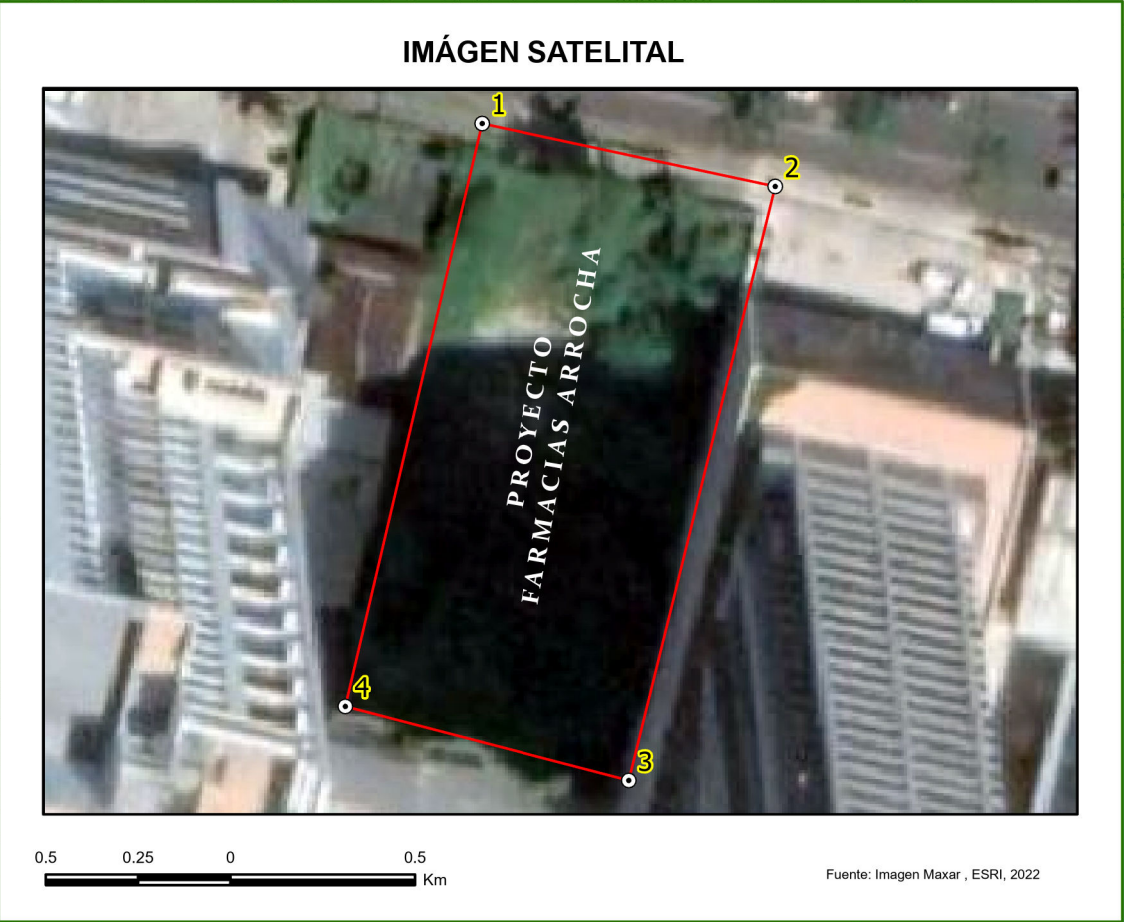 IMÁGEN SATELITAL
1
2
PROYECTO
FARMACIAS ARROCHA
4
3
0.5 0.25 0 0.5
Km
Fuente: Imagen Maxar , ESRI, 2022